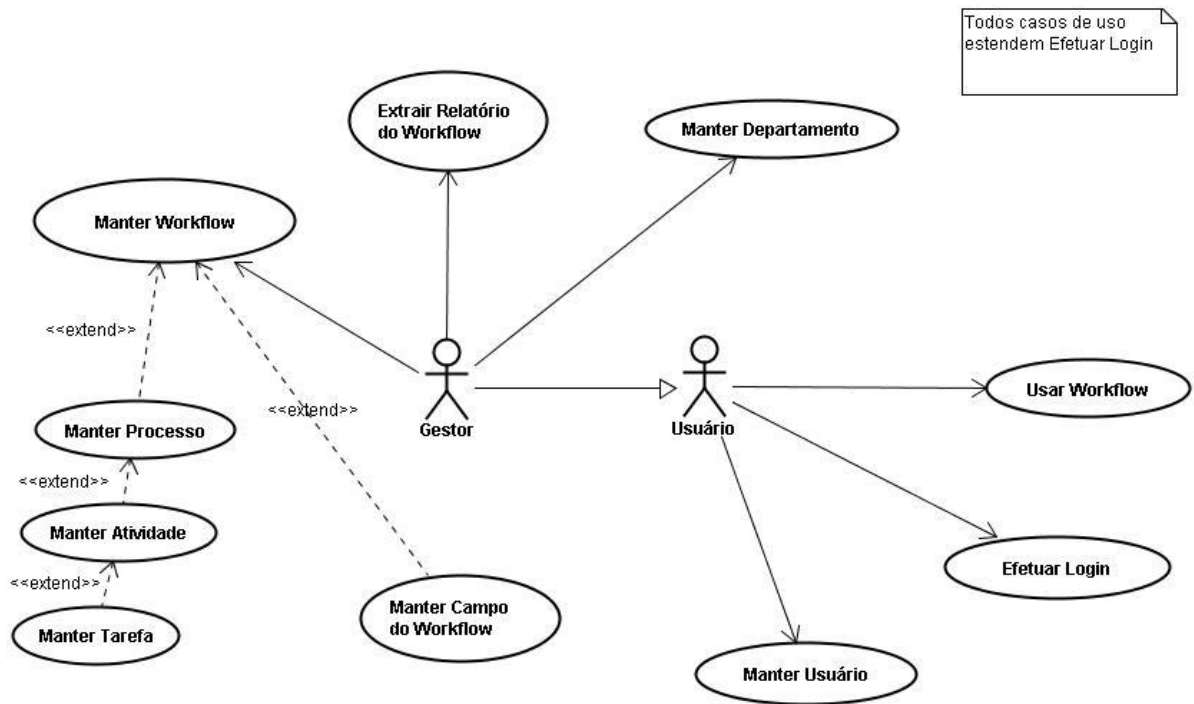 Todos casos de uso
estendem Efetuar Login
Extrair Relatório
do Workflow
Manter Departamento
Manter Workflow
<<extend>>
Usar Workflow
<<extend>>
Manter Processo
Gestor
Usuário
<<extend>>
Manter Atividade
Efetuar Login
<<extend>>
Manter Campo
do Workflow
Manter Tarefa
Manter Usuário